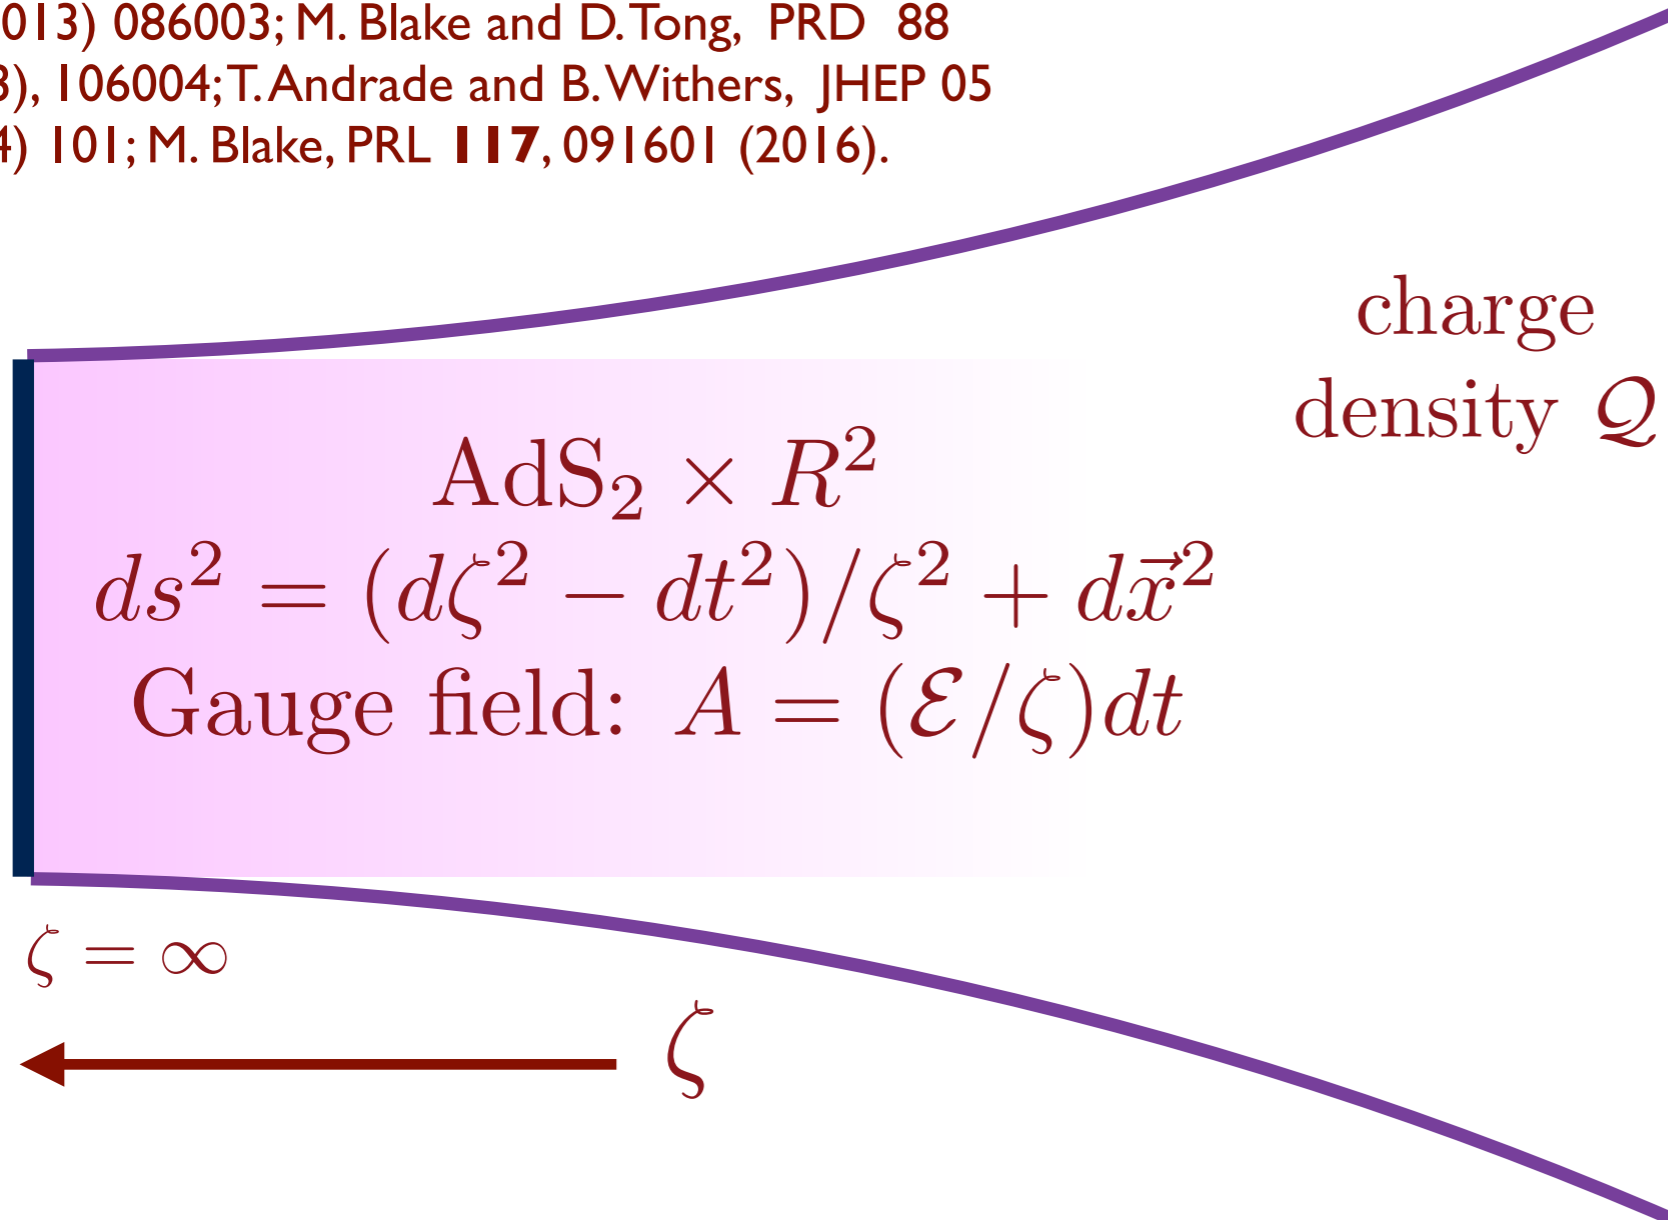 013) 086003; M. Blake and D. Tong, PRD 88
), 106004; T. Andrade and B. Withers, JHEP 05
4) 101; M. Blake, PRL 117, 091601 (2016).
charge
density 𝒬
AdS₂ × R²
ds² = (dζ² − dt²)/ζ² + dx⃗²
Gauge field: A = (ℰ/ζ)dt
ζ = ∞
ζ